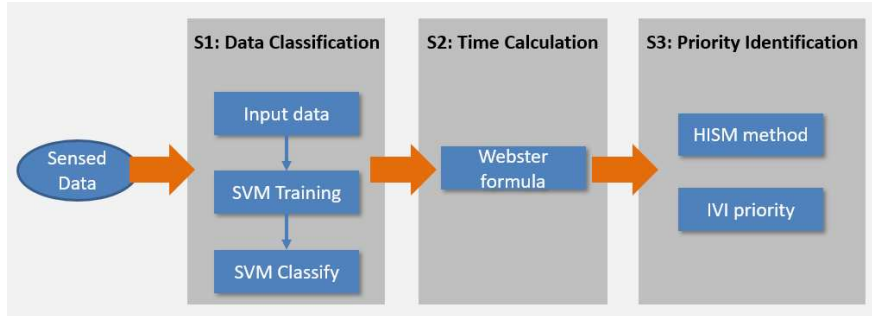 S1: Data Classification
S2: Time Calculation
S3: Priority Identification
Sensed
Data
Input data
SVM Training
SVM Classify
Webster
formula
HISM method
IVI priority